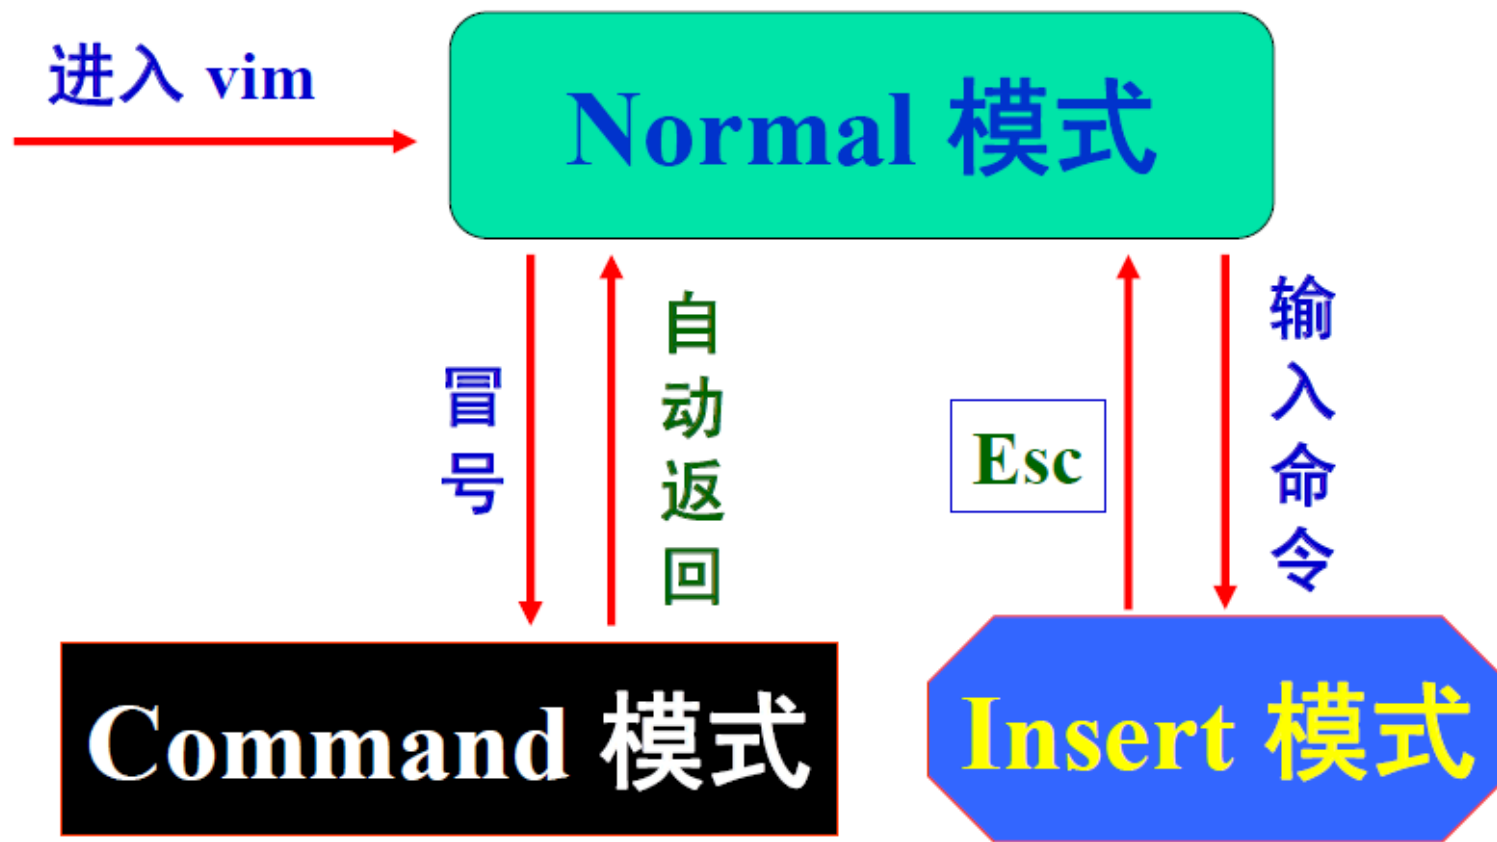 进入 vim
Normal 模式
冒号
自动返回
Esc
输入命令
Command 模式
Insert 模式